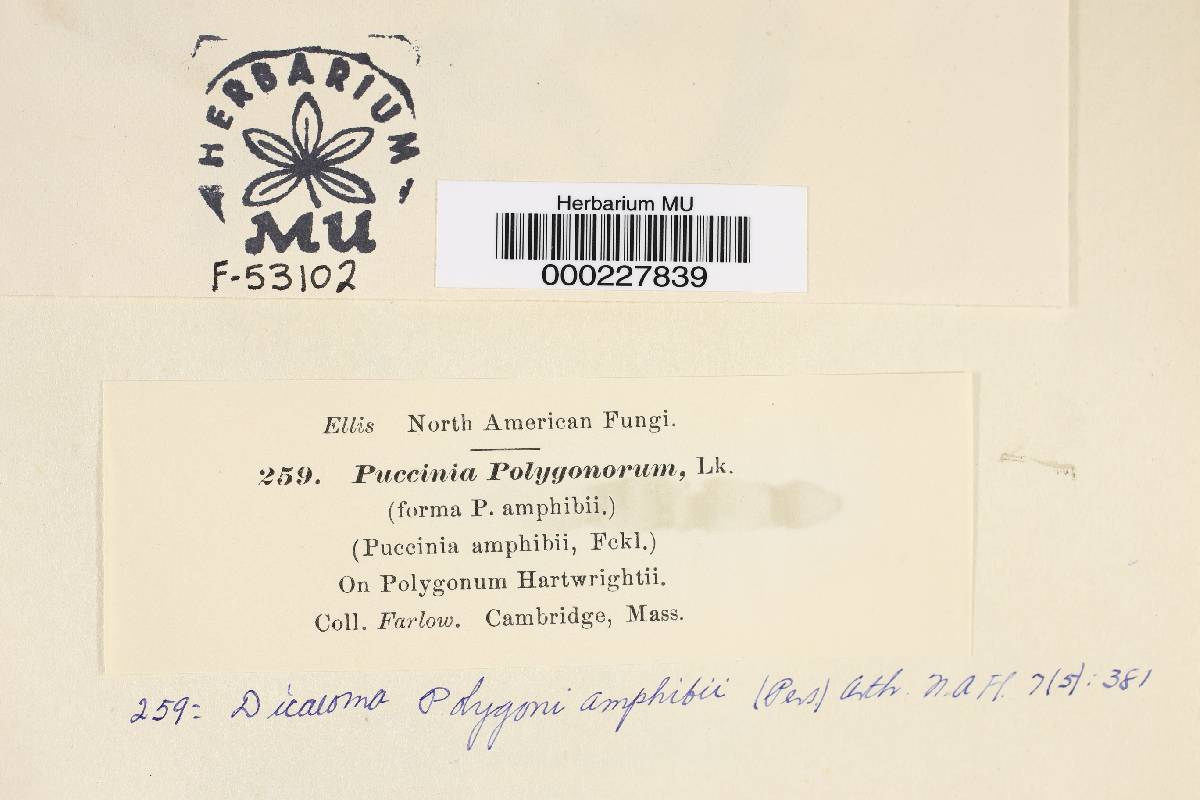 HERBARIUM
MU
F-53102
Herbarium MU
000227839
Ellis North American Fungi.
259. Puccinia Polygonorum, Lk.
(forma P. amphibii.)
(Puccinia amphibii, Fckl.)
On Polygonum Hartwrightii.
Coll. Farlow. Cambridge, Mass.
259= Dicaeoma Polygoni amphibii (Pers) Arth. N.A.Fl. 7(5): 381